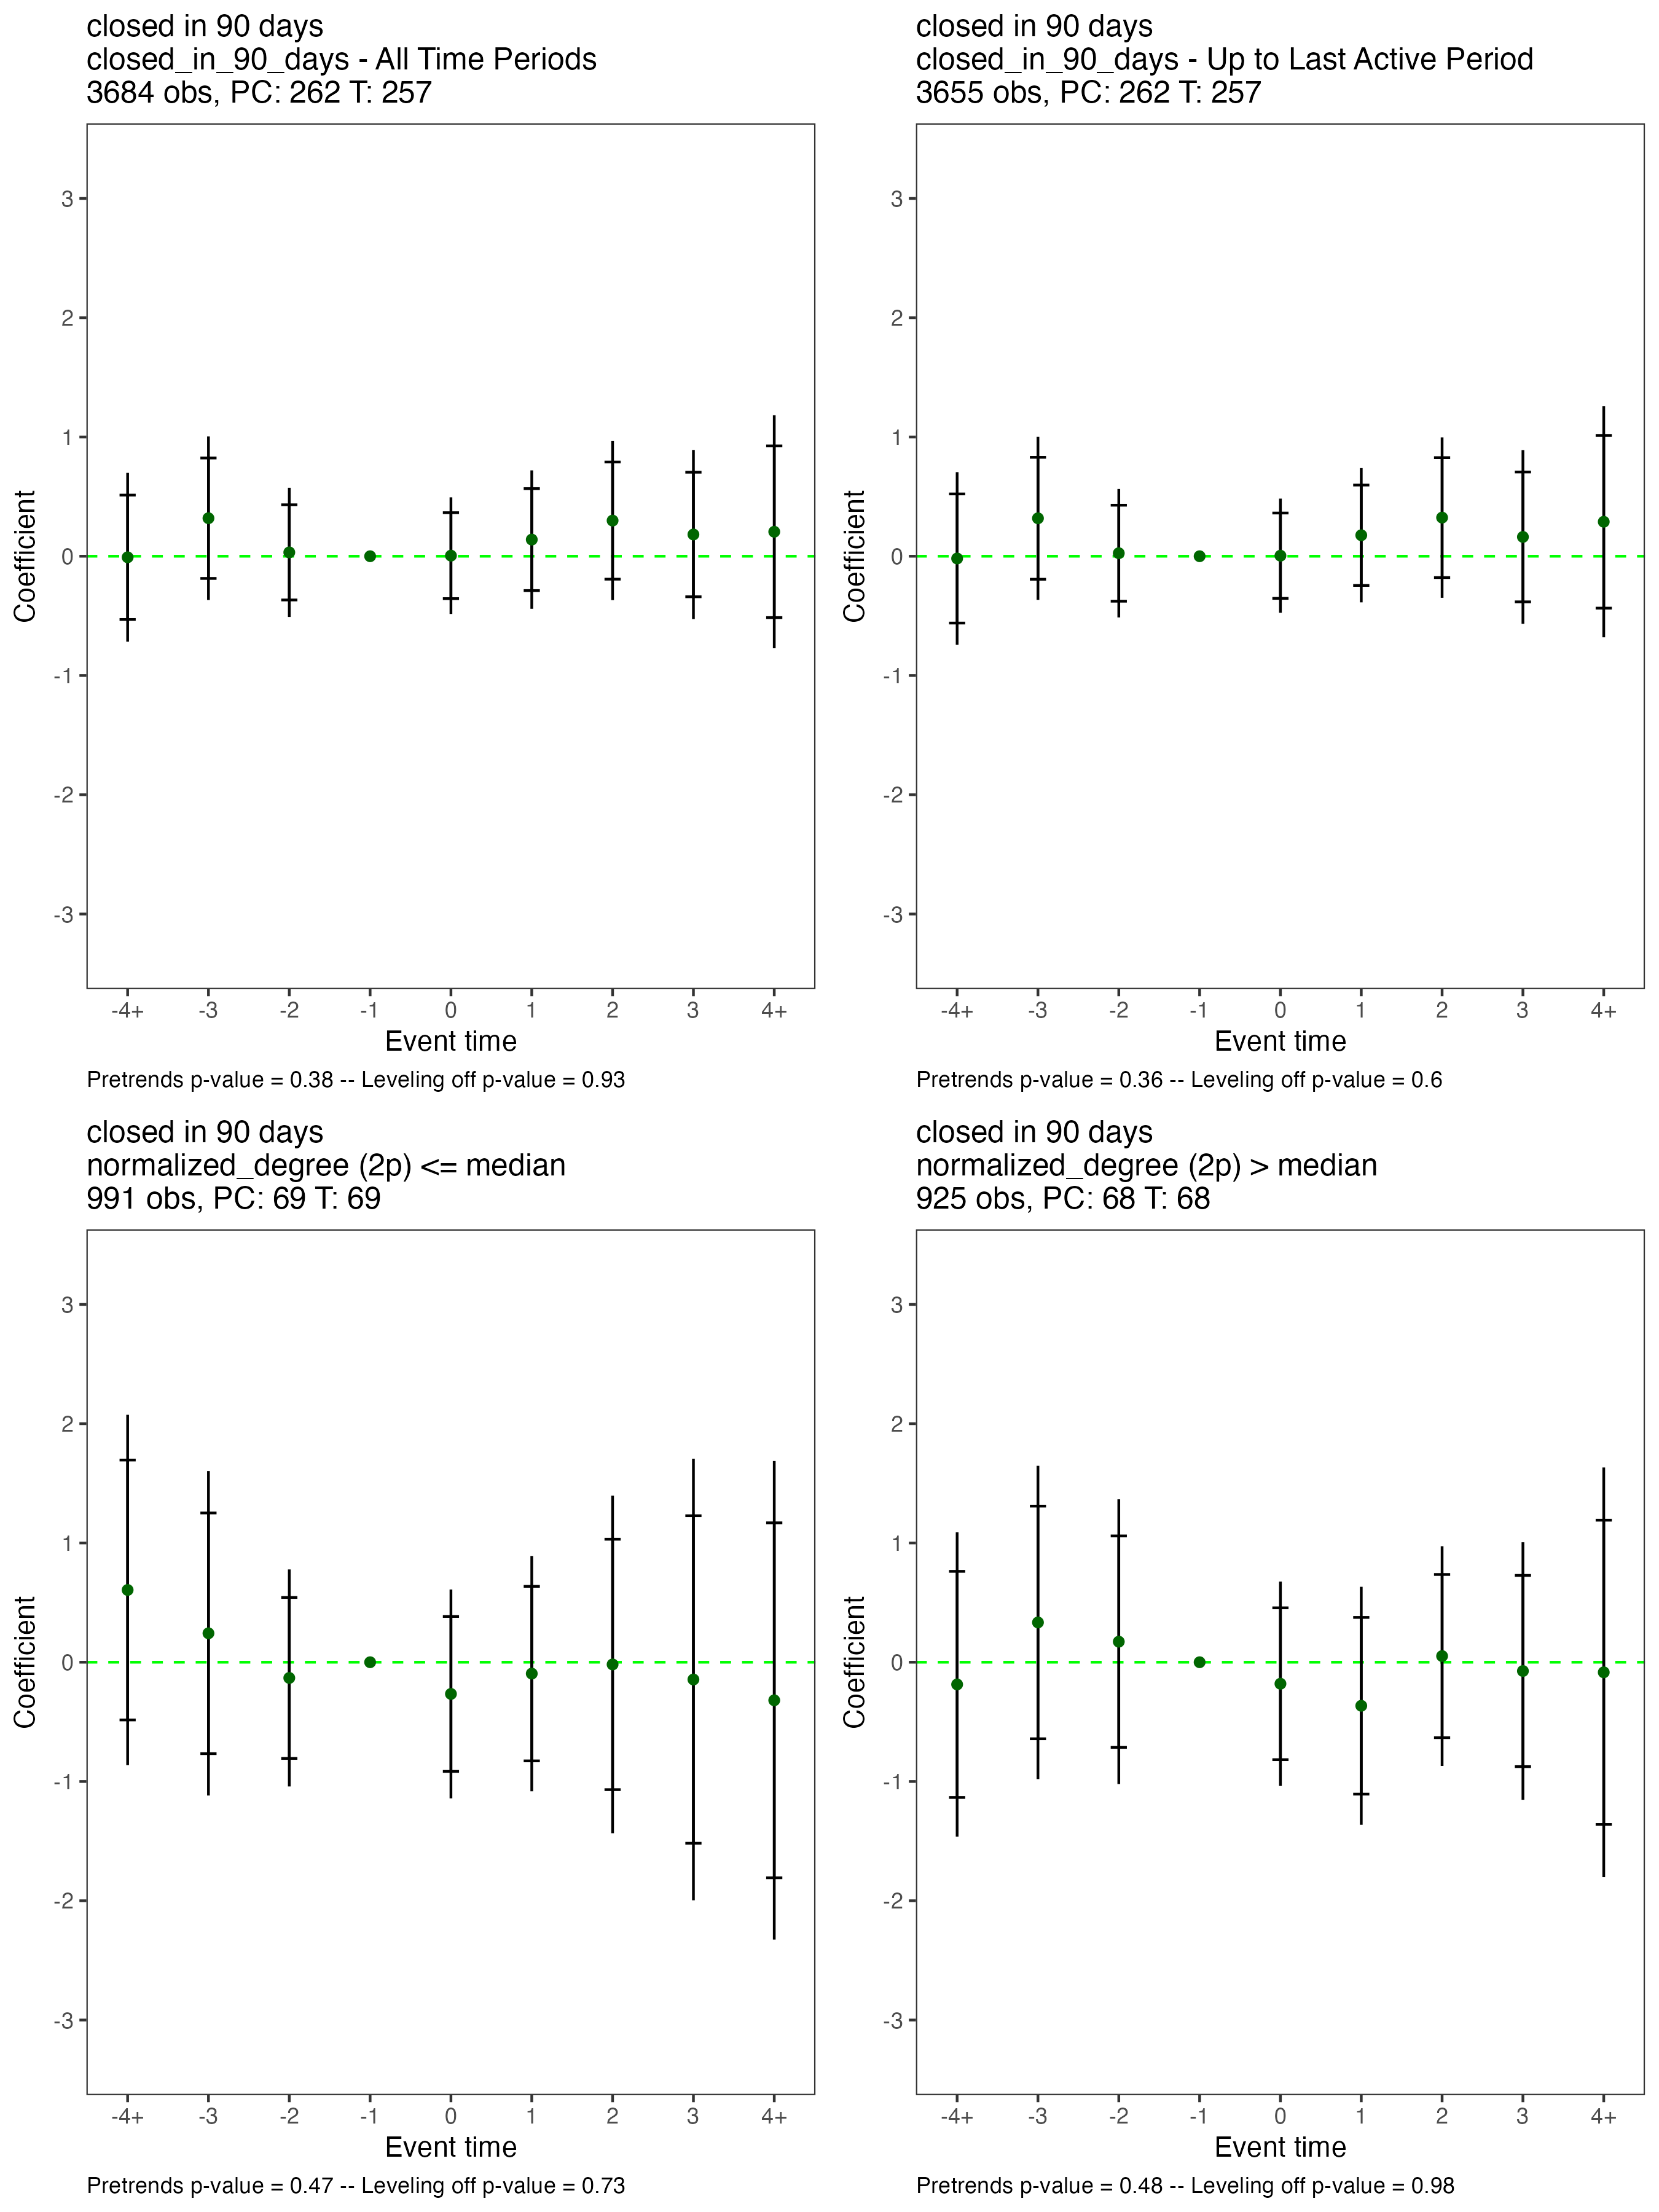 closed in 90 days
closed_in_90_days - All Time Periods
3684 obs, PC: 262 T: 257
3
2
1
0
-1
-2
-3
Coefficient
-4+ -3 -2 -1 0 1 2 3 4+
Event time
Pretrends p-value = 0.38 -- Leveling off p-value = 0.93
closed in 90 days
closed_in_90_days - Up to Last Active Period
3655 obs, PC: 262 T: 257
3
2
1
0
-1
-2
-3
Coefficient
-4+ -3 -2 -1 0 1 2 3 4+
Event time
Pretrends p-value = 0.36 -- Leveling off p-value = 0.6
closed in 90 days
normalized_degree (2p) <= median
991 obs, PC: 69 T: 69
3
2
1
0
-1
-2
-3
Coefficient
-4+ -3 -2 -1 0 1 2 3 4+
Event time
Pretrends p-value = 0.47 -- Leveling off p-value = 0.73
closed in 90 days
normalized_degree (2p) > median
925 obs, PC: 68 T: 68
3
2
1
0
-1
-2
-3
Coefficient
-4+ -3 -2 -1 0 1 2 3 4+
Event time
Pretrends p-value = 0.48 -- Leveling off p-value = 0.98